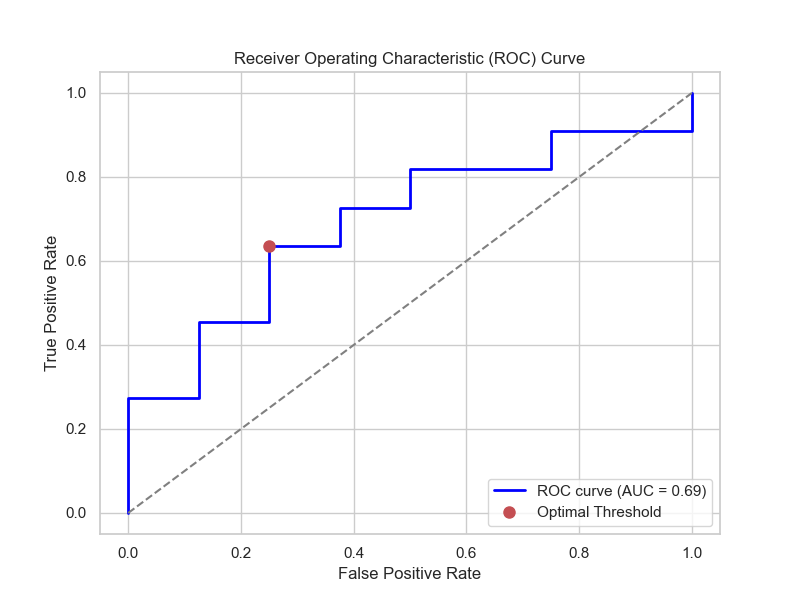 Receiver Operating Characteristic (ROC) Curve
True Positive Rate
1.0
0.8
0.6
0.4
0.2
0.0
ROC curve (AUC = 0.69)
Optimal Threshold
0.0 0.2 0.4 0.6 0.8 1.0
False Positive Rate